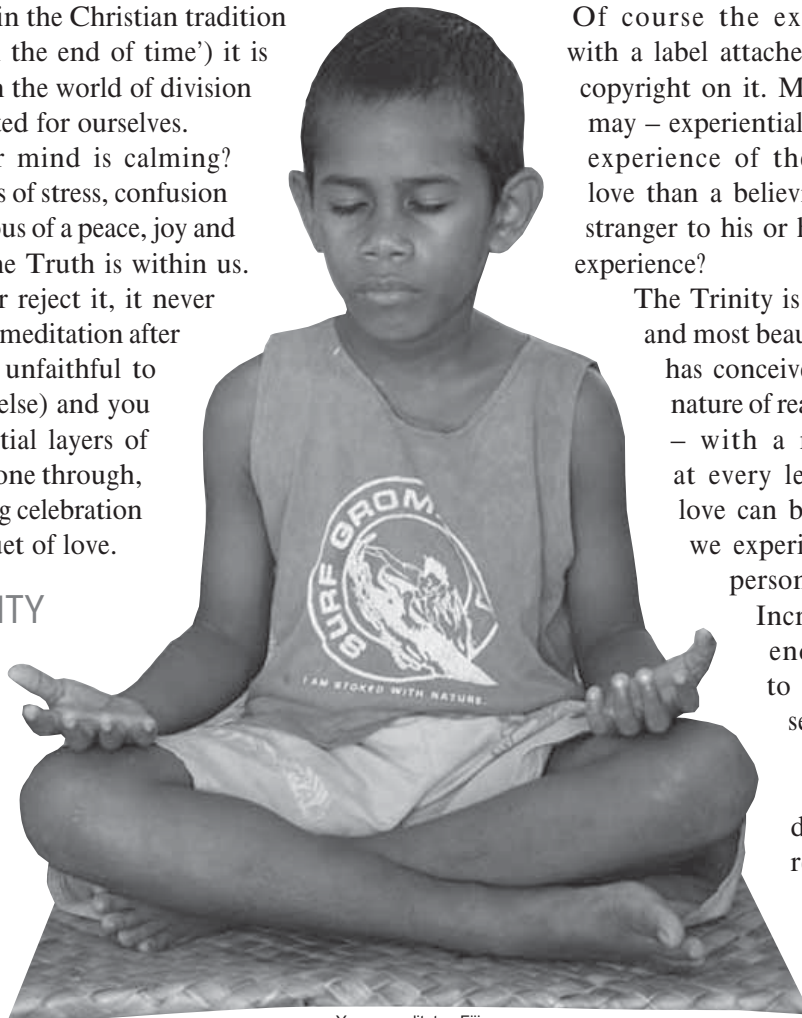 in the Christian tradition
the end of time') it is
the world of division
ted for ourselves.
r mind is calming?
s of stress, confusion
ous of a peace, joy and
he Truth is within us.
r reject it, it never
meditation after
unfaithful to
else) and you
tial layers of
one through,
g celebration
uet of love.
ITY
SURF GROM
I AM STOKED WITH NATURE.
Of course the ex
with a label attache
copyright on it. M
may – experiential
experience of the
love than a believi
stranger to his or h
experience?
The Trinity is
and most beau
has conceive
nature of rea
– with a r
at every le
love can b
we experi
person
Incr
enc
to
se
d
re